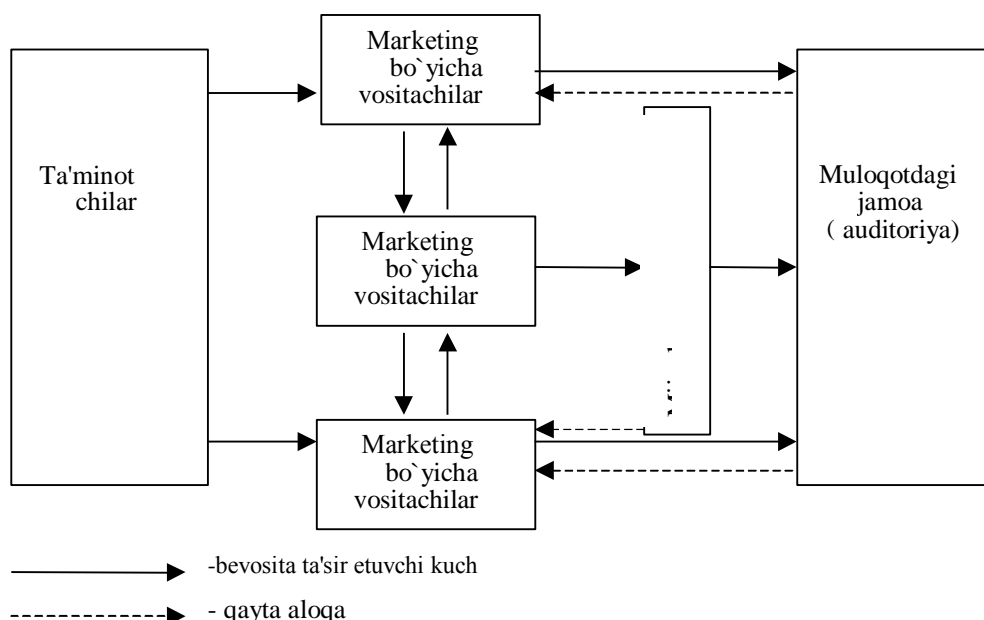 Marketing
bo`yicha
vositachilar
Ta'minot
chilar
Muloqotdagi
jamoa
( auditoriya)
Marketing
bo`yicha
vositachilar
Marketing
bo`yicha
vositachilar
-bevosita ta'sir etuvchi kuch
- qayta aloqa